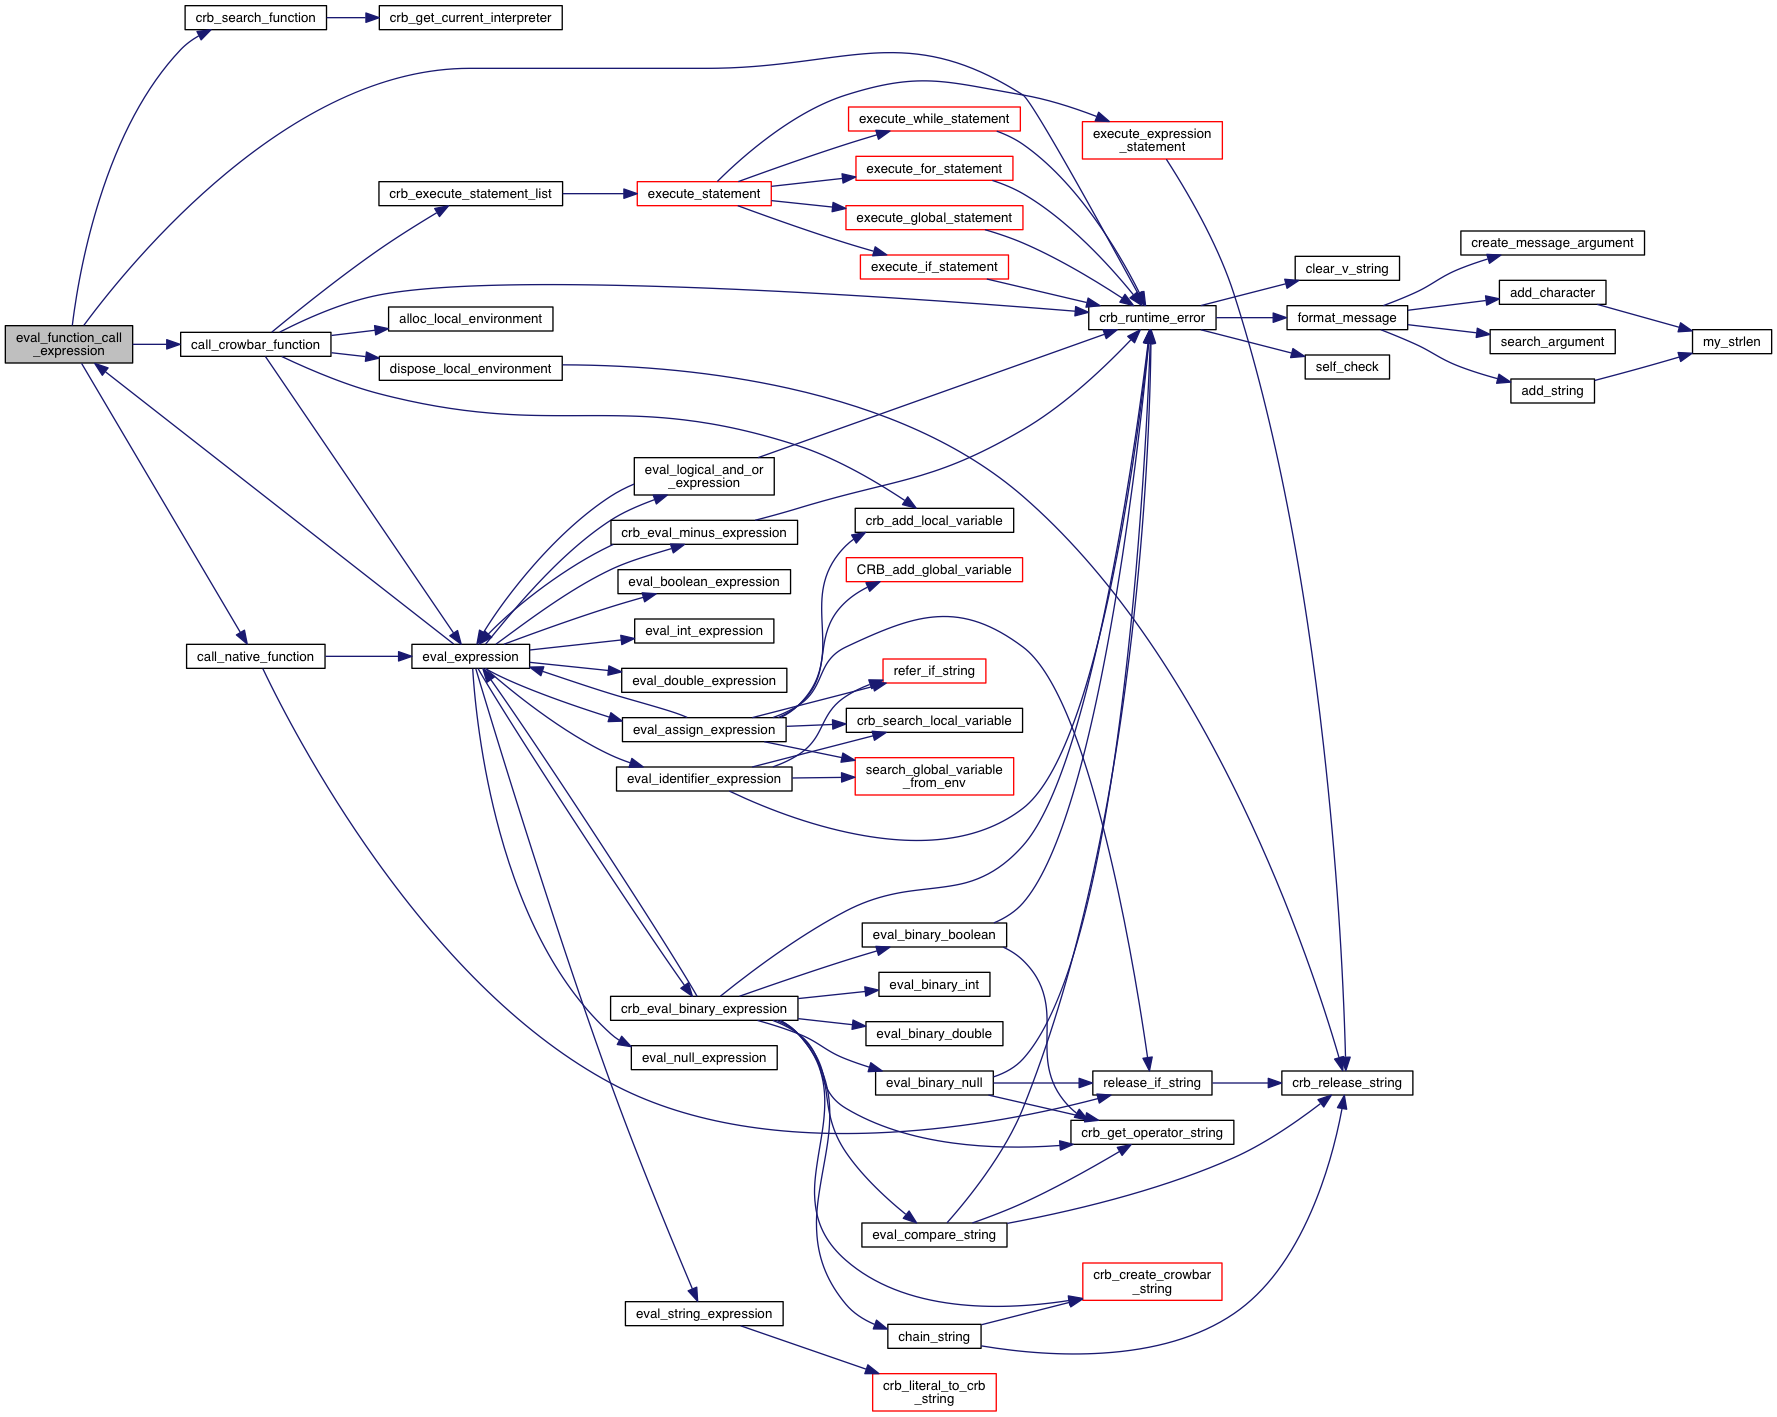 crb_search_function
crb_get_current_interpreter
execute_while_statement
execute_expression
_statement
execute_for_statement
crb_execute_statement_list
execute_statement
execute_global_statement
create_message_argument
execute_if_statement
clear_v_string
add_character
alloc_local_environment
crb_runtime_error
format_message
eval_function_call
_expression
call_crowbar_function
search_argument
my_strlen
dispose_local_environment
self_check
add_string
eval_logical_and_or
_expression
crb_add_local_variable
crb_eval_minus_expression
CRB_add_global_variable
eval_boolean_expression
eval_int_expression
call_native_function
eval_expression
refer_if_string
eval_double_expression
crb_search_local_variable
eval_assign_expression
search_global_variable
_from_env
eval_identifier_expression
eval_binary_boolean
eval_binary_int
crb_eval_binary_expression
eval_binary_double
eval_null_expression
eval_binary_null
release_if_string
crb_release_string
crb_get_operator_string
eval_compare_string
crb_create_crowbar
_string
eval_string_expression
chain_string
crb_literal_to_crb
_string